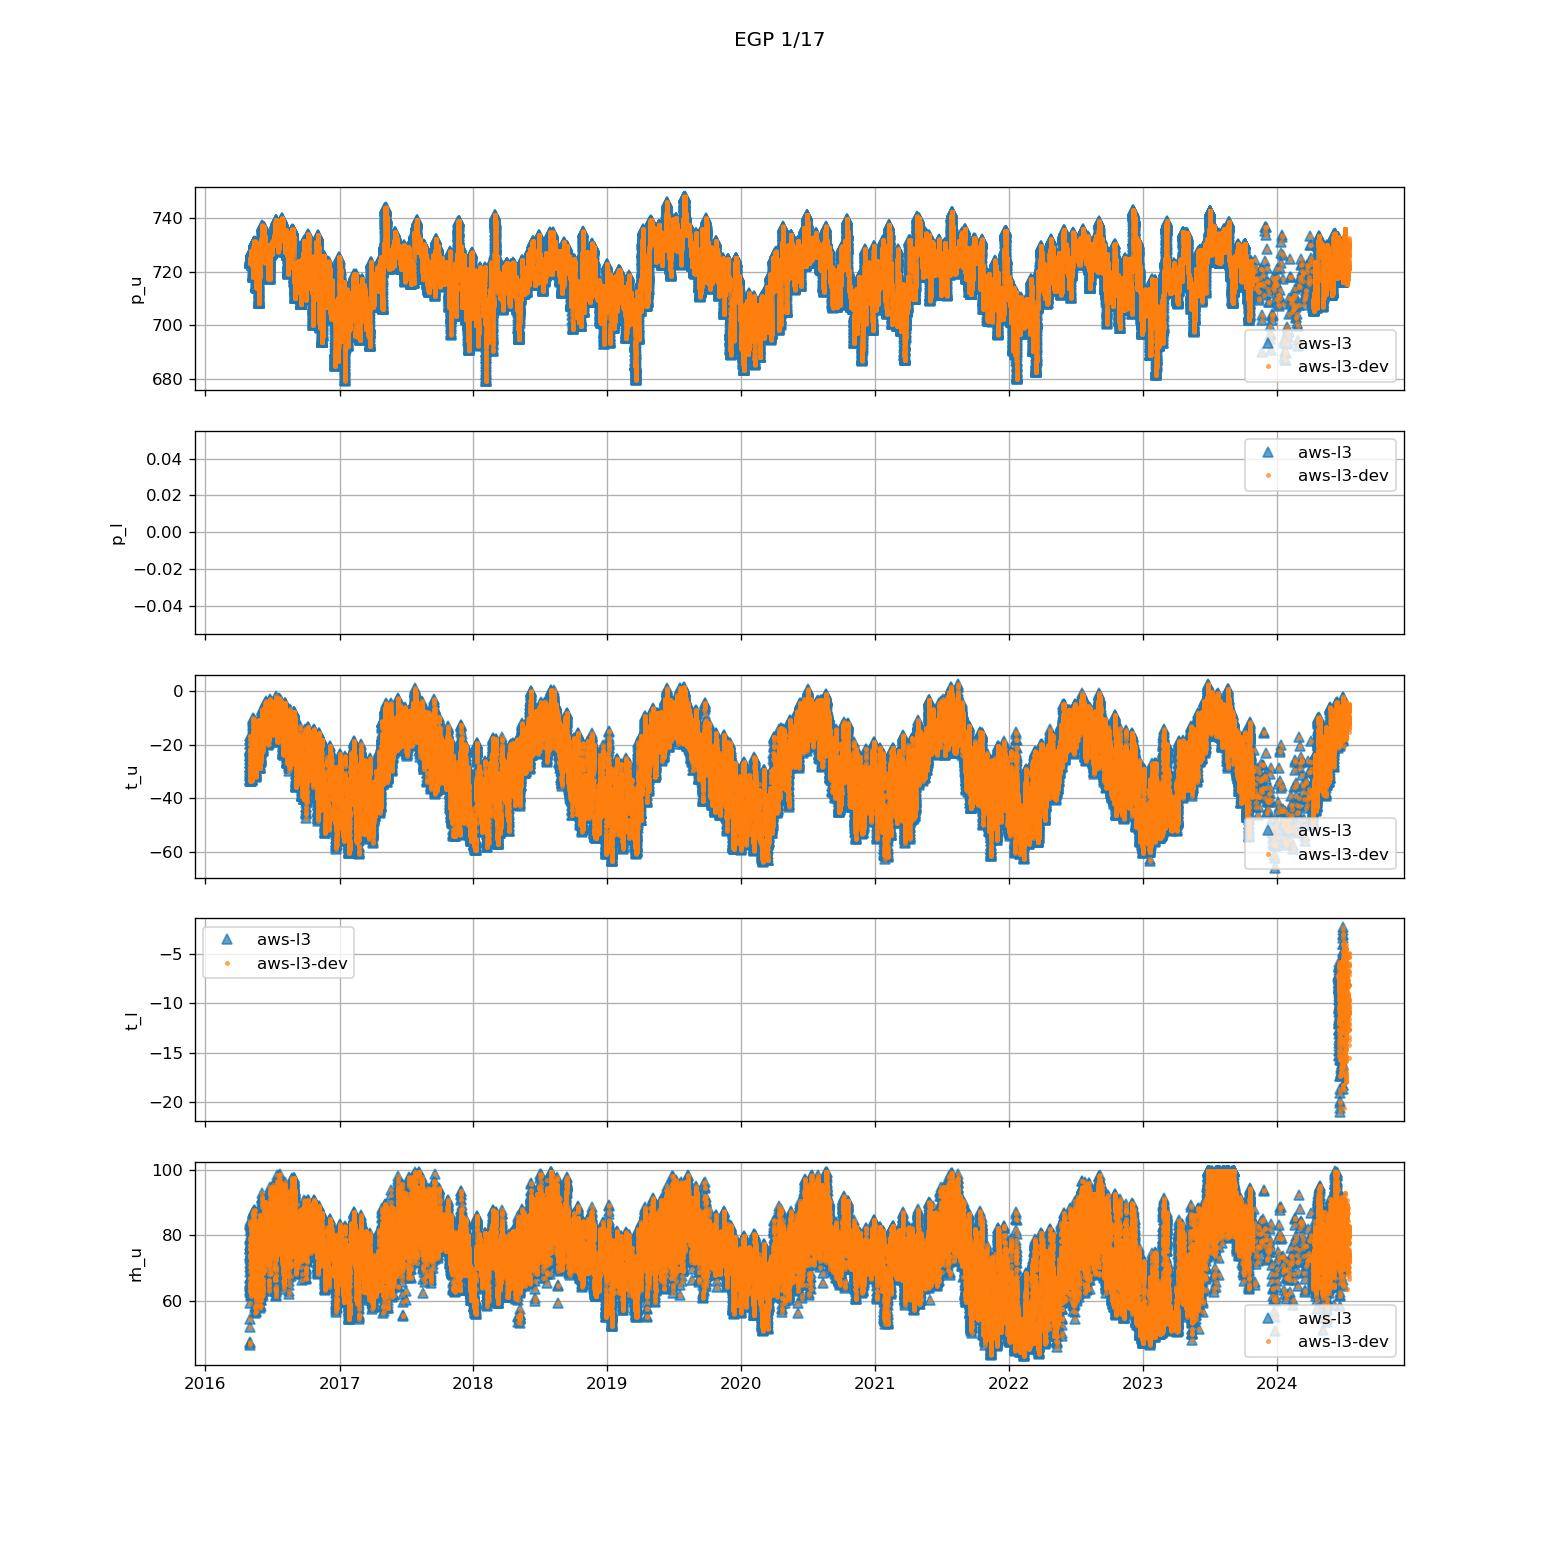 EGP 1/17
740
720
700
680
p_u
aws-l3
aws-l3-dev
0.04
0.02
0.00
−0.02
−0.04
p_l
aws-l3
aws-l3-dev
0
−20
−40
−60
t_u
aws-l3
aws-l3-dev
−5
−10
−15
−20
t_l
aws-l3
aws-l3-dev
100
80
60
rh_u
aws-l3
aws-l3-dev
2016 2017 2018 2019 2020 2021 2022 2023 2024